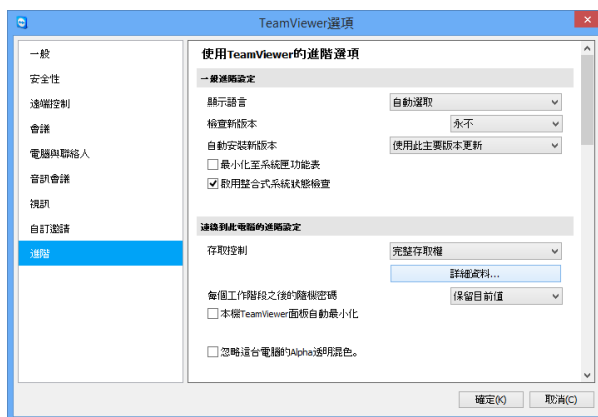 TeamViewer選項
一般
安全性
遠端控制
會議
電腦與聯絡人
音訊會議
視訊
自訂邀請
進階
使用TeamViewer的進階選項
一般進階設定
顯示語言 自動選取
檢查新版本 永不
自動安裝新版本 使用此主要版本更新
最小化至系統匣功能表
啟用整合式系統狀態檢查
連線到此電腦的進階設定
存取控制 完整存取權
詳細資料...
每個工作階段之後的隨機密碼 保留目前值
本機TeamViewer面板自動最小化
忽略這台電腦的Alpha透明混色。
確定(K) 取消(C)